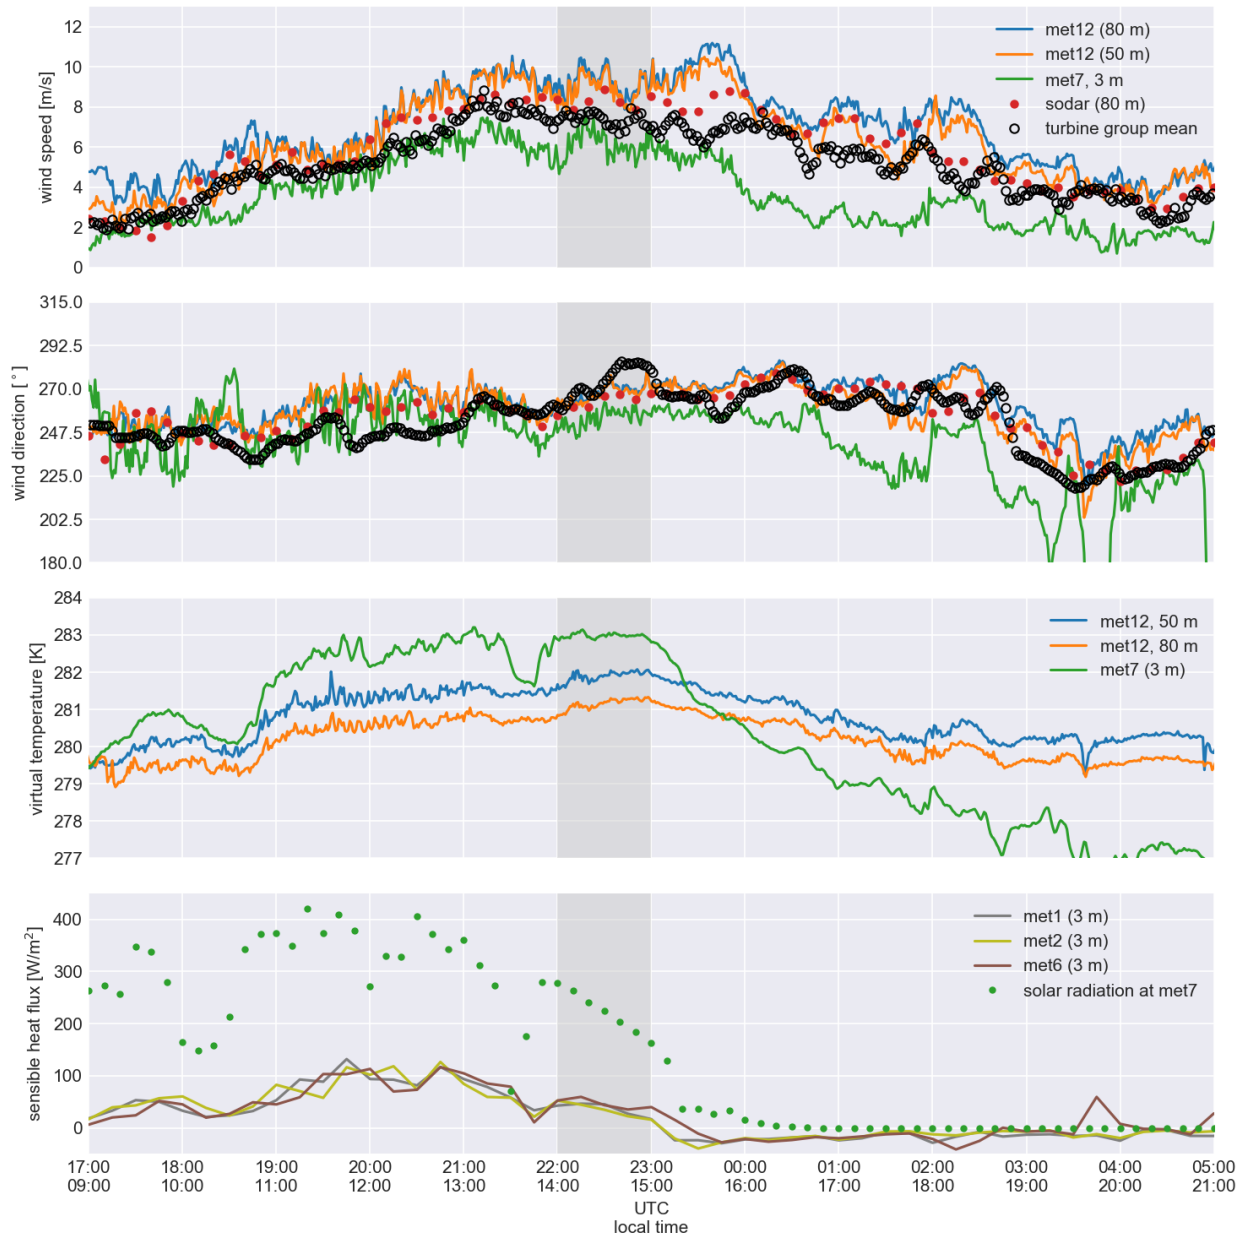 12
10
8
6
4
2
0
wind speed [m/s]
met12 (80 m)
met12 (50 m)
met7, 3 m
sodar (80 m)
turbine group mean
315.0
292.5
270.0
247.5
225.0
202.5
180.0
wind direction [°]
284
283
282
281
280
279
278
277
virtual temperature [K]
met12, 50 m
met12, 80 m
met7 (3 m)
400
300
200
100
0
sensible heat flux [W/m²]
met1 (3 m)
met2 (3 m)
met6 (3 m)
solar radiation at met7
17:00 18:00 19:00 20:00 21:00 22:00 23:00 00:00 01:00 02:00 03:00 04:00 05:00
09:00 10:00 11:00 12:00 13:00 14:00 15:00 16:00 17:00 18:00 19:00 20:00 21:00
UTC
local time